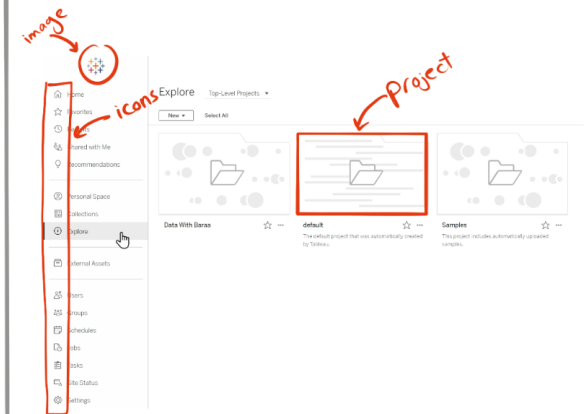 image
icons
project
Home
Favorites
Shared with Me
Recommendations
Personal Space
Collections
Explore
External Assets
Users
Groups
Schedules
Jobs
Tasks
Site Status
Settings
Explore Top-Level Projects
New Select All
Data With Baraa
default
The default project that was automatically created
by Tableau.
Samples
This project includes automatically uploaded
samples.